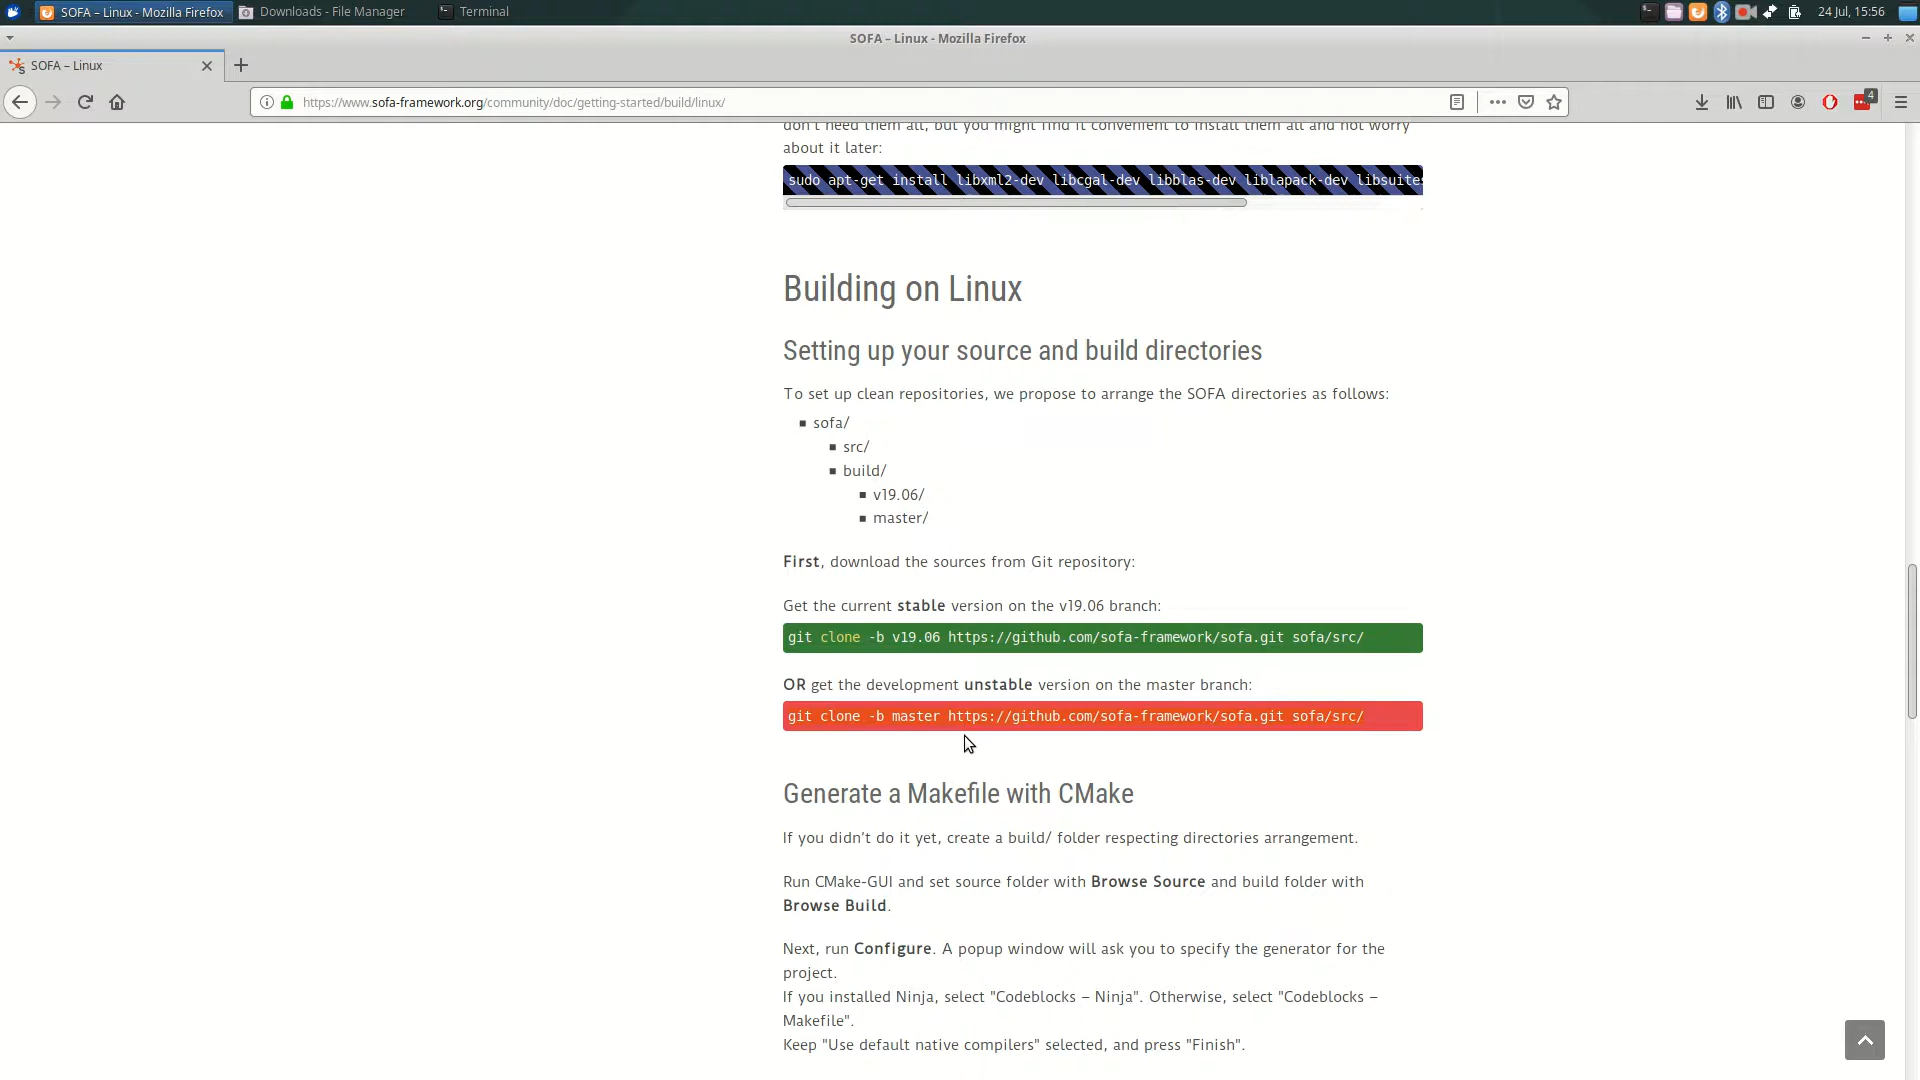 SOFA – Linux - Mozilla Firefox
Downloads - File Manager
Terminal
24 Jul, 15:56
SOFA – Linux - Mozilla Firefox
SOFA – Linux
https://www.sofa-framework.org/community/doc/getting-started/build/linux/
4
don't need them all, but you might find it convenient to install them all and not worry
about it later:
sudo apt-get install libxml2-dev libcgal-dev libblas-dev liblapack-dev libsuites
Building on Linux
Setting up your source and build directories
To set up clean repositories, we propose to arrange the SOFA directories as follows:
sofa/
src/
build/
v19.06/
master/
First, download the sources from Git repository:
Get the current stable version on the v19.06 branch:
git clone -b v19.06 https://github.com/sofa-framework/sofa.git sofa/src/
OR get the development unstable version on the master branch:
git clone -b master https://github.com/sofa-framework/sofa.git sofa/src/
Generate a Makefile with CMake
If you didn't do it yet, create a build/ folder respecting directories arrangement.
Run CMake-GUI and set source folder with Browse Source and build folder with
Browse Build.
Next, run Configure. A popup window will ask you to specify the generator for the
project.
If you installed Ninja, select "Codeblocks – Ninja". Otherwise, select "Codeblocks –
Makefile".
Keep "Use default native compilers" selected, and press "Finish".